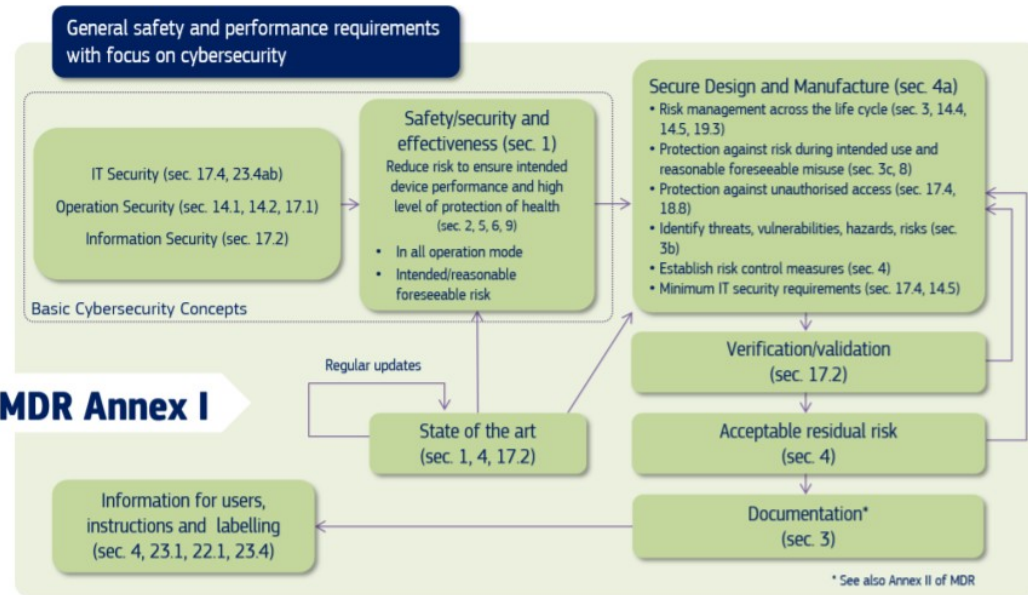 General safety and performance requirements
with focus on cybersecurity
IT Security (sec. 17.4, 23.4ab)
Operation Security (sec. 14.1, 14.2, 17.1)
Information Security (sec. 17.2)
Basic Cybersecurity Concepts
Safety/security and
effectiveness (sec. 1)
Reduce risk to ensure intended
device performance and high
level of protection of health
(sec. 2, 5, 6, 9)
• In all operation mode
• Intended/reasonable
foreseeable risk
Secure Design and Manufacture (sec. 4a)
• Risk management across the life cycle (sec. 3, 14.4,
14.5, 19.3)
• Protection against risk during intended use and
reasonable foreseeable misuse (sec. 3c, 8)
• Protection against unauthorised access (sec. 17.4,
18.8)
• Identify threats, vulnerabilities, hazards, risks (sec.
3b)
• Establish risk control measures (sec. 4)
• Minimum IT security requirements (sec. 17.4, 14.5)
Regular updates
MDR Annex I
State of the art
(sec. 1, 4, 17.2)
Verification/validation
(sec. 17.2)
Acceptable residual risk
(sec. 4)
Documentation*
(sec. 3)
Information for users,
instructions and labelling
(sec. 4, 23.1, 22.1, 23.4)
* See also Annex II of MDR